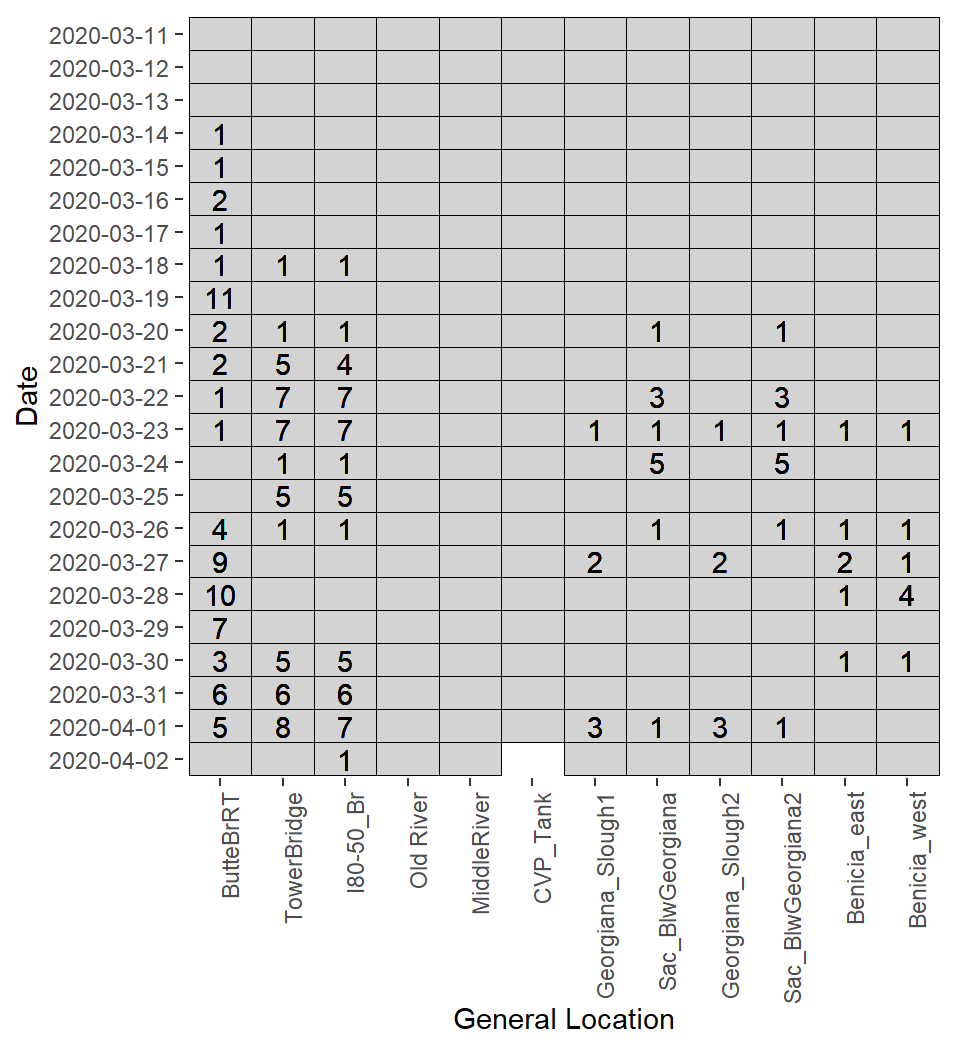 2020-03-11
2020-03-12
2020-03-13
2020-03-14 1
2020-03-15 1
2020-03-16 2
2020-03-17 1
2020-03-18 1 1 1
2020-03-19 11
2020-03-20 2 1 1 1 1
2020-03-21 2 5 4
2020-03-22 1 7 7 3 3
2020-03-23 1 7 7 1 1 1 1 1 1
2020-03-24 1 1 5 5
2020-03-25 5 5
2020-03-26 4 1 1 1 1 1 1
2020-03-27 9 2 2 2 1
2020-03-28 10 1 4
2020-03-29 7
2020-03-30 3 5 5 1 1
2020-03-31 6 6 6
2020-04-01 5 8 7 3 1 3 1
2020-04-02 1
Date
ButteBrRT
TowerBridge
I80-50_Br
Old River
MiddleRiver
CVP_Tank
Georgiana_Slough1
Sac_BlwGeorgiana
Georgiana_Slough2
Sac_BlwGeorgiana2
Benicia_east
Benicia_west
General Location